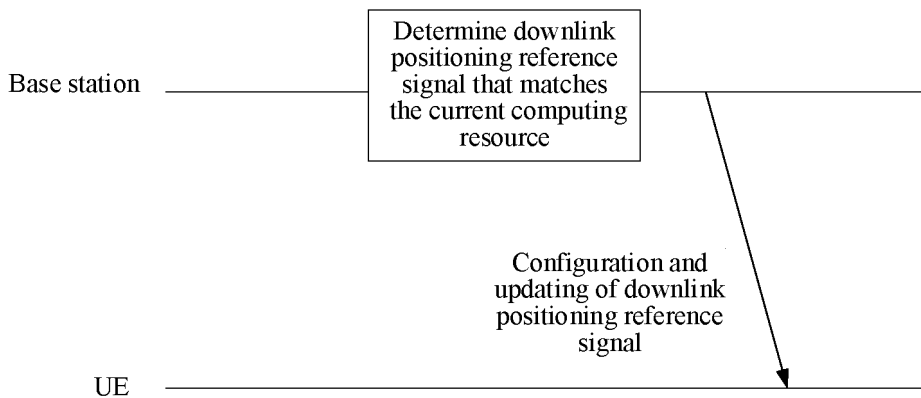 Determine downlink
positioning reference
signal that matches
the current computing
resource
Base station
Configuration and
updating of downlink
positioning reference
signal
UE